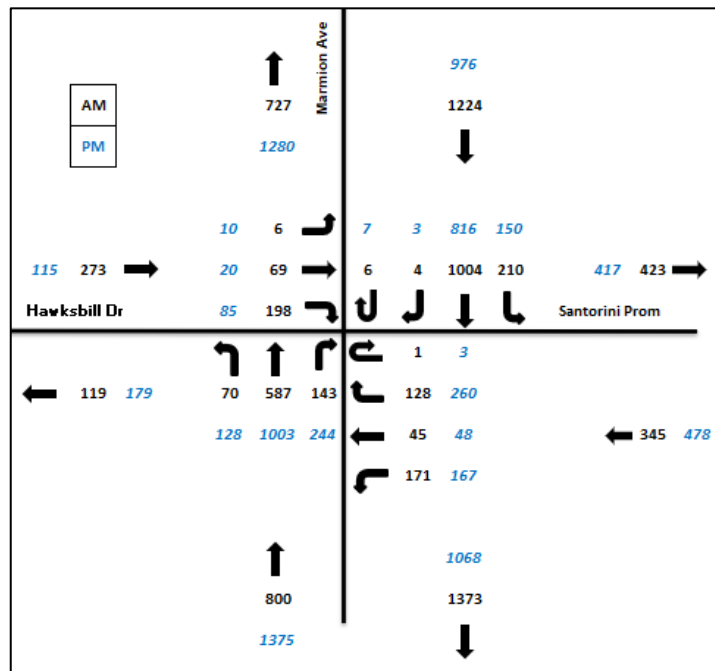 Marmion Ave
976
AM 727 1224
PM 1280
10 6 7 3 816 150
115 273 20 69 6 4 1004 210 417 423
Hawksbill Dr 85 198 Santorini Prom
1 3
119 179 70 587 143 128 260
128 1003 244 45 48 345 478
171 167
1068
800 1373
1375